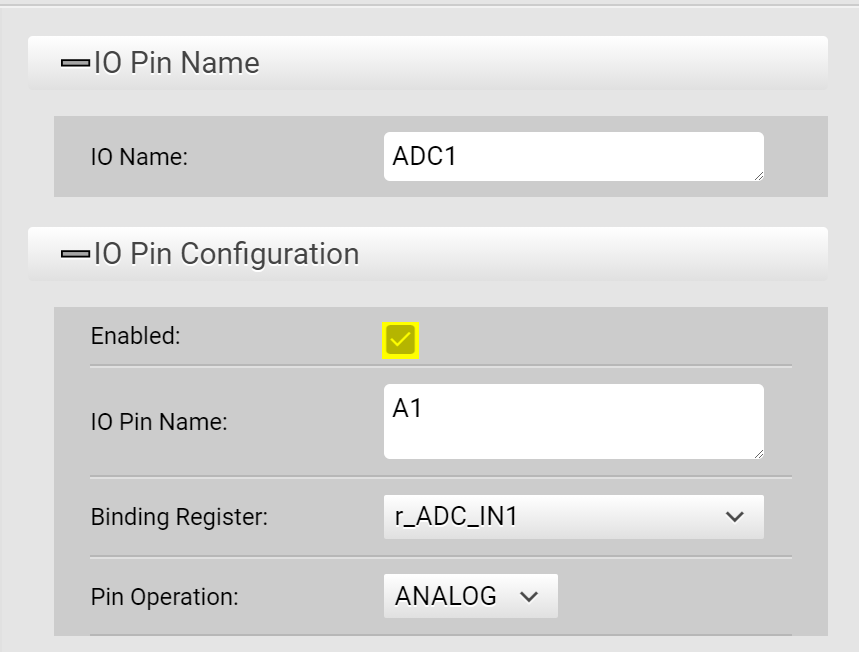 IO Pin Name
IO Name: ADC1
IO Pin Configuration
Enabled:
IO Pin Name: A1
Binding Register: r_ADC_IN1
Pin Operation: ANALOG